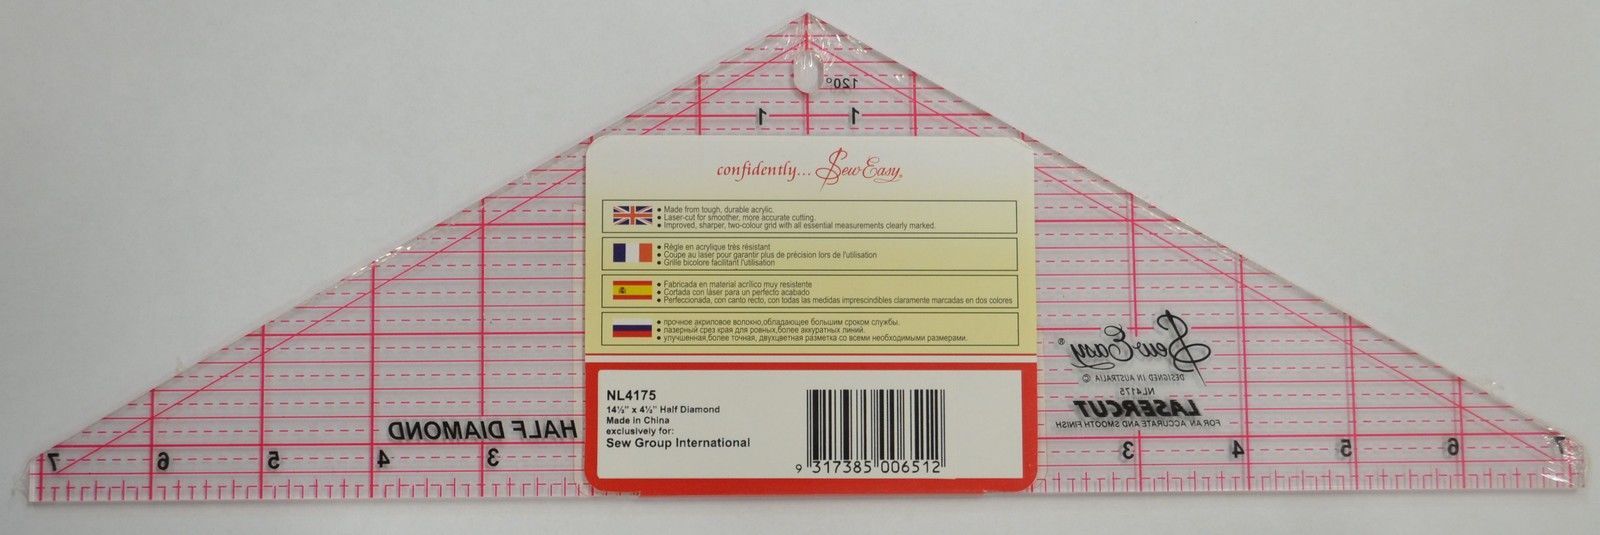 120°
1 1
confidently... Sew Easy®
• Made from tough, durable acrylic.
• Laser-cut for smoother, more accurate cutting.
• Improved, sharper, two-colour grid with all essential measurements clearly marked.
• Règle en acrylique très résistant
• Coupe au laser pour garantir plus de précision lors de l'utilisation
• Grille bicolore facilitant l'utilisation
• Fabricada en material acrílico muy resistente
• Cortada con láser para un perfecto acabado
• Perfeccionada, con canto recto, con todas las medidas imprescindibles claramente marcadas en dos colores
• прочное акриловое волокно,обладающее большим сроком службы.
• лазерный срез края для ровных,более аккуратных линий.
• улучшенная,более точная, двухцветная разметка со всеми необходимыми размерами.
NL4175
14½" x 4½" Half Diamond
Made in China
exclusively for:
Sew Group International
9 317385 006512
HALF DIAMOND
7 6 5 4 3
Sew Easy®
DESIGNED IN AUSTRALIA ©
NL4175
LASERCUT
FOR AN ACCURATE AND SMOOTH FINISH
3 4 5 6 7